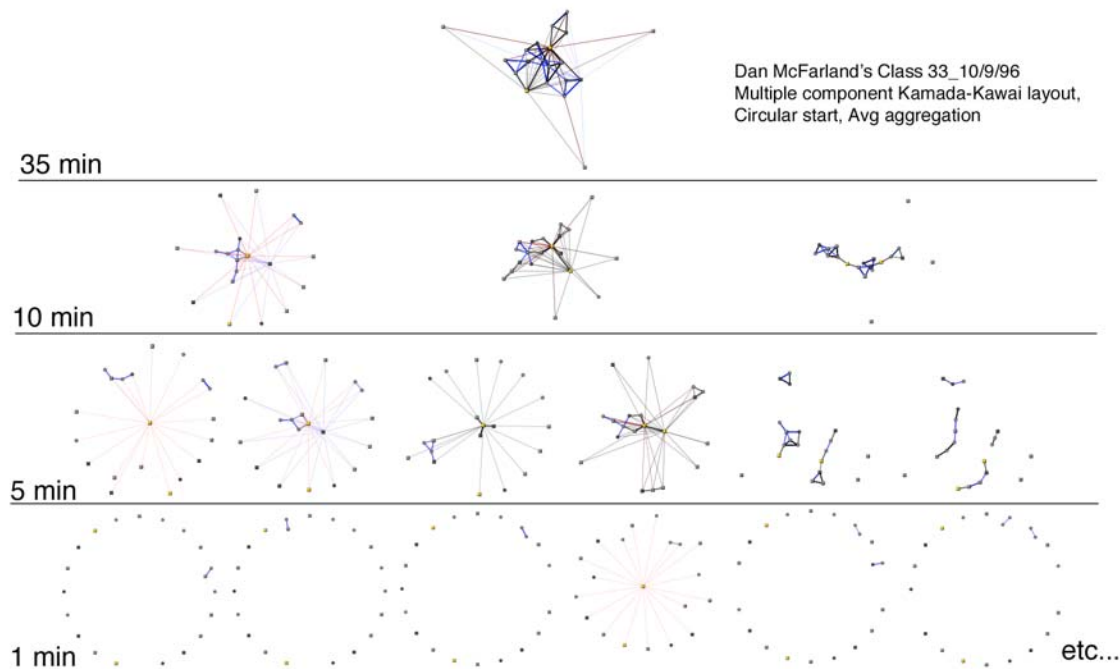 Dan McFarland's Class 33_10/9/96
Multiple component Kamada-Kawai layout,
Circular start, Avg aggregation
35 min
10 min
5 min
1 min
etc...